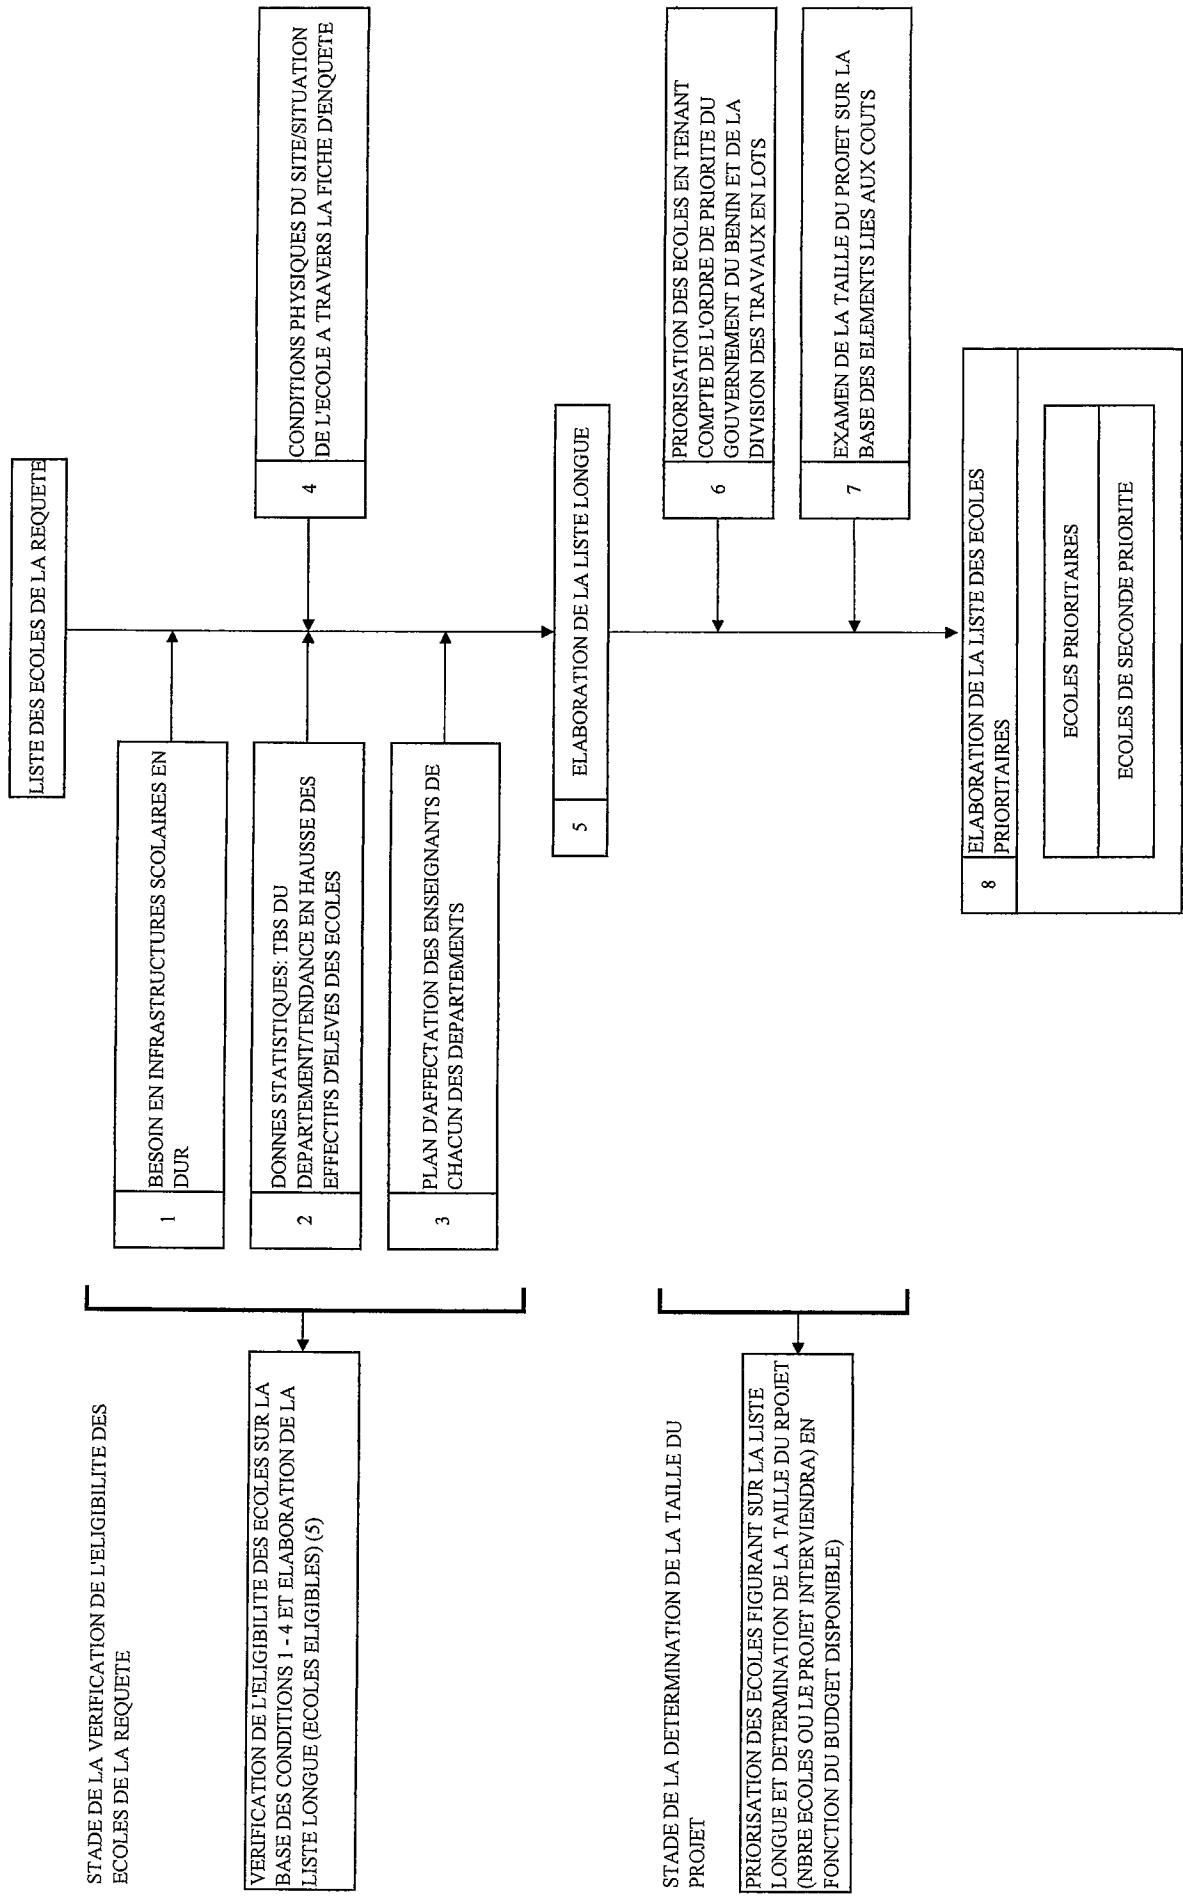 LISTE DES ECOLES DE LA REQUETE
STADE DE LA VERIFICATION DE L'ELIGIBILITE DES
ECOLES DE LA REQUETE
VERIFICATION DE L'ELIGIBILITE DES ECOLES SUR LA
BASE DES CONDITIONS 1 - 4 ET ELABORATION DE LA
LISTE LONGUE (ECOLES ELIGIBLES) (5)
1
BESOIN EN INFRASTRUCTURES SCOLAIRES EN
DUR
2
DONNES STATISTIQUES: TBS DU
DEPARTEMENT/TENDANCE EN HAUSSE DES
EFFECTIFS D'ELEVES DES ECOLES
3
PLAN D'AFFECTATION DES ENSEIGNANTS DE
CHACUN DES DEPARTEMENTS
4
CONDITIONS PHYSIQUES DU SITE/SITUATION
DE L'ECOLE A TRAVERS LA FICHE D'ENQUETE
5
ELABORATION DE LA LISTE LONGUE
STADE DE LA DETERMINATION DE LA TAILLE DU
PROJET
PRIORISATION DES ECOLES FIGURANT SUR LA LISTE
LONGUE ET DETERMINATION DE LA TAILLE DU RPOJET
(NBRE ECOLES OU LE PROJET INTERVIENDRA) EN
FONCTION DU BUDGET DISPONIBLE)
6
PRIORISATION DES ECOLES EN TENANT
COMPTE DE L'ORDRE DE PRIORITE DU
GOUVERNEMENT DU BENIN ET DE LA
DIVISION DES TRAVAUX EN LOTS
7
EXAMEN DE LA TAILLE DU PROJET SUR LA
BASE DES ELEMENTS LIES AUX COUTS
8
ELABORATION DE LA LISTE DES ECOLES
PRIORITAIRES
ECOLES PRIORITAIRES
ECOLES DE SECONDE PRIORITE